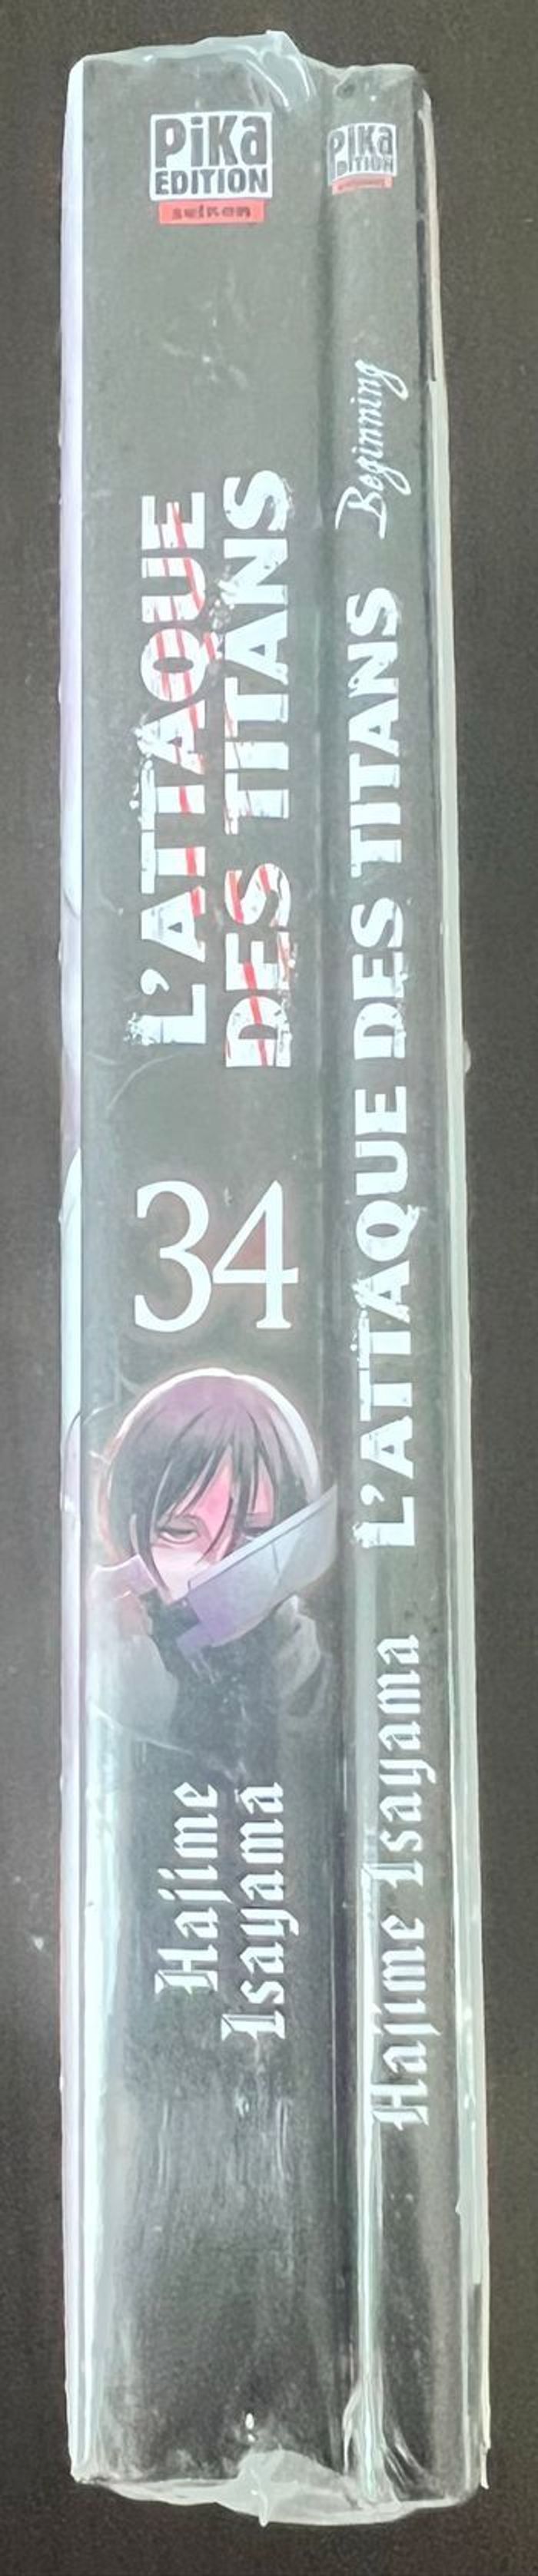 PiKa
EDITION
seinen
L'ATTAQUE
DES TITANS
34
Hajime
Isayama
PiKa
EDITION
Hajime Isayama L'ATTAQUE DES TITANS Beginning